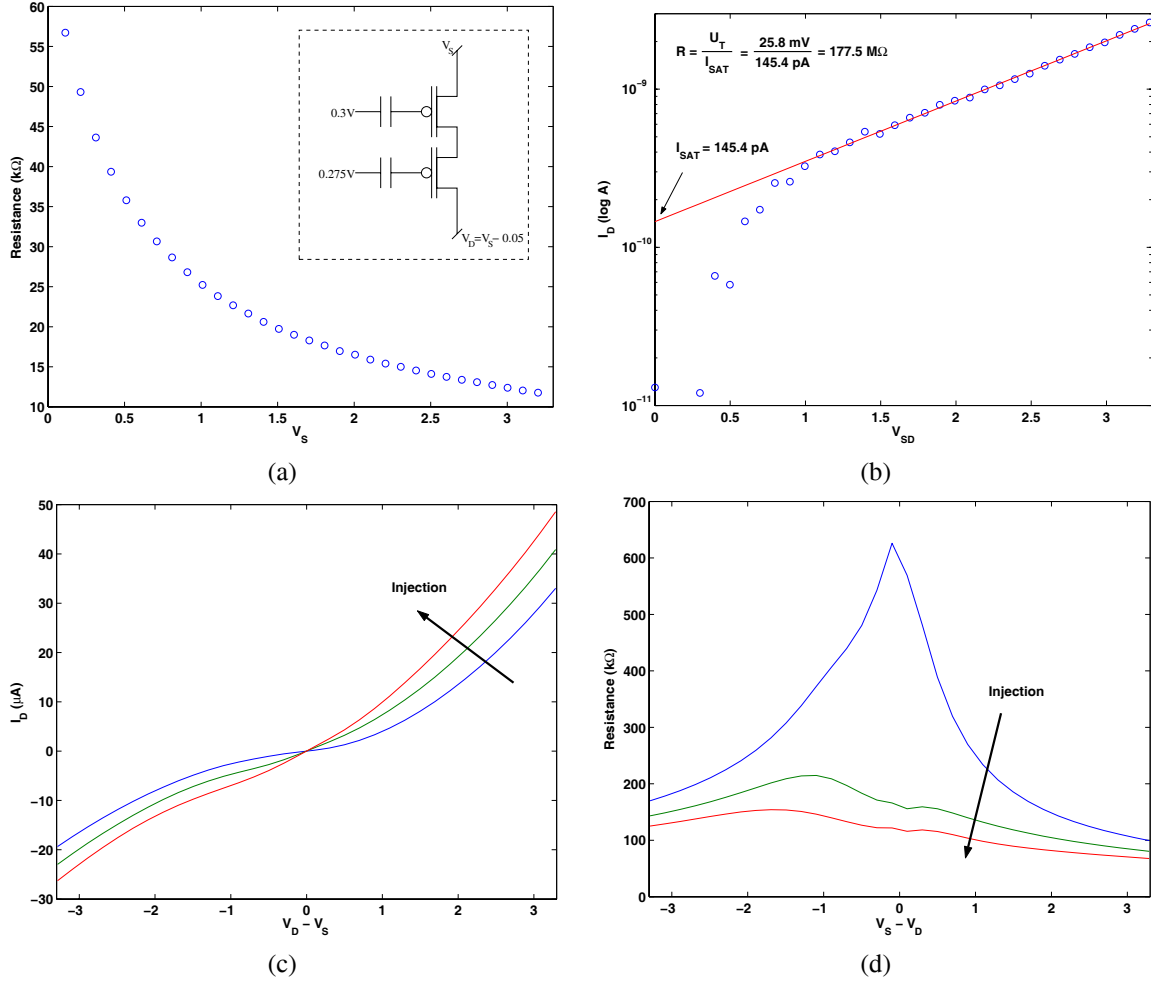 60
55
50
45
40
35
30
25
20
15
10
Resistance (kΩ)
0 0.5 1 1.5 2 2.5 3
V_S
V_S
0.3V
0.275V
V_D=V_S − 0.05
(a)
10^−9
10^−10
10^−11
I_D (log A)
R = U_T / I_SAT = 25.8 mV / 145.4 pA = 177.5 MΩ
I_SAT = 145.4 pA
0 0.5 1 1.5 2 2.5 3
V_SD
(b)
50
40
30
20
10
0
−10
−20
−30
I_D (μA)
Injection
−3 −2 −1 0 1 2 3
V_D − V_S
(c)
700
600
500
400
300
200
100
0
Resistance (kΩ)
Injection
−3 −2 −1 0 1 2 3
V_S − V_D
(d)